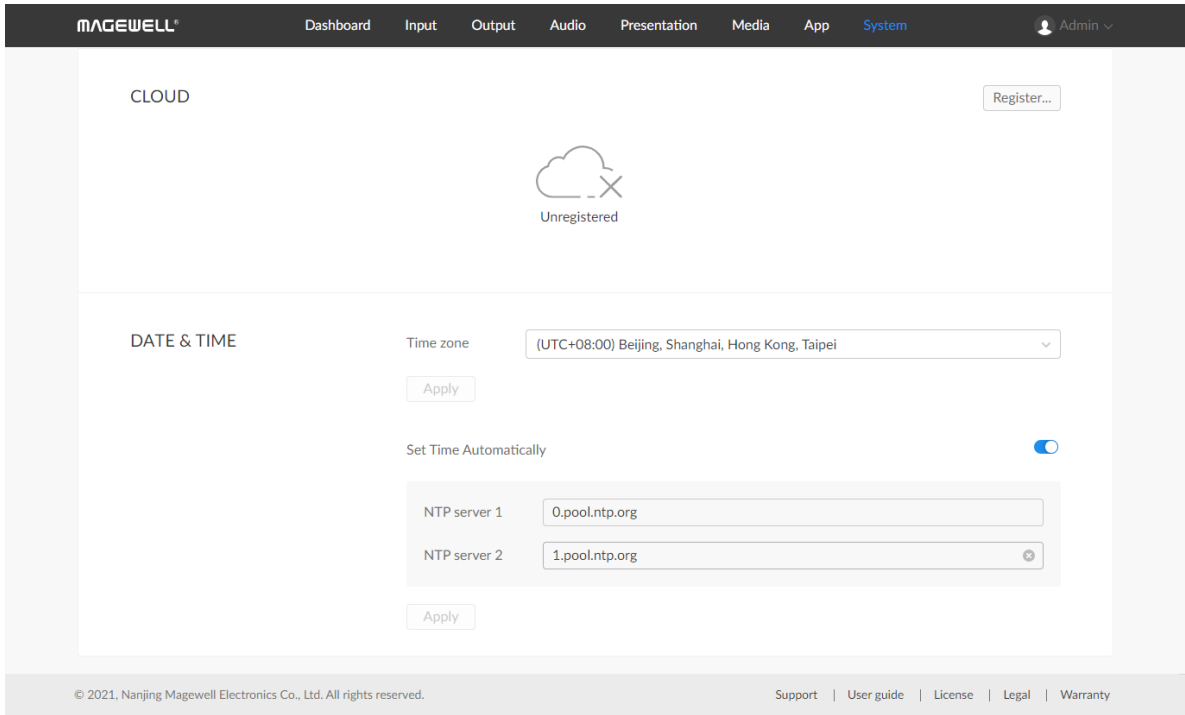 MAGEWELL® Dashboard Input Output Audio Presentation Media App System Admin
CLOUD Register...
Unregistered
DATE & TIME Time zone (UTC+08:00) Beijing, Shanghai, Hong Kong, Taipei
Apply
Set Time Automatically
NTP server 1 0.pool.ntp.org
NTP server 2 1.pool.ntp.org
Apply
© 2021, Nanjing Magewell Electronics Co., Ltd. All rights reserved. Support | User guide | License | Legal | Warranty